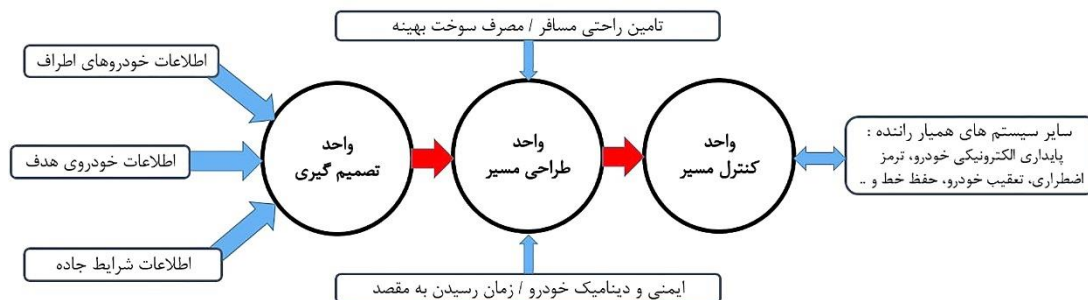 تامین راحتی مسافر / مصرف سوخت بهینه
اطلاعات خودروهای اطراف
اطلاعات خودروی هدف
اطلاعات شرایط جاده
واحد
تصمیم گیری
واحد
طراحی مسیر
واحد
کنترل مسیر
سایر سیستم های همیار راننده :
پایداری الکترونیکی خودرو، ترمز
اضطراری، تعقیب خودرو، حفظ خط و ..
ایمنی و دینامیک خودرو / زمان رسیدن به مقصد